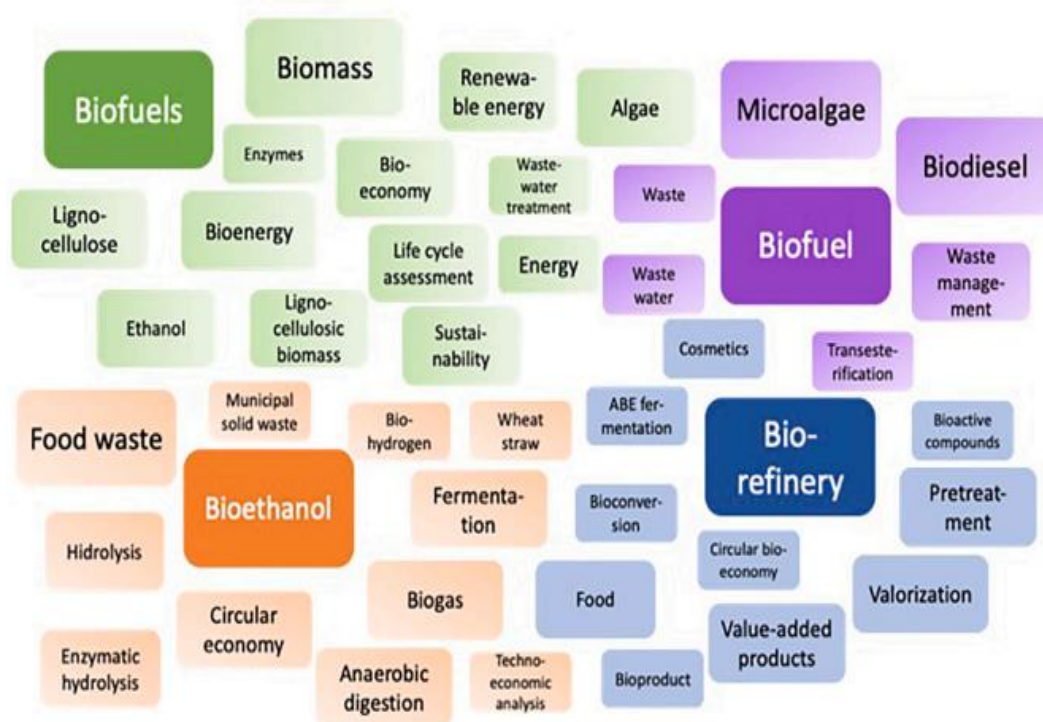 Biofuels
Biomass
Renewa-
ble energy
Algae
Microalgae
Biodiesel
Enzymes
Bio-
economy
Waste-
water
treatment
Waste
Ligno-
cellulose
Bioenergy
Life cycle
assessment
Energy
Biofuel
Waste
water
Waste
manage-
ment
Ethanol
Ligno-
cellulosic
biomass
Sustai-
nability
Cosmetics
Transeste-
rification
Food waste
Municipal
solid waste
Bio-
hydrogen
Wheat
straw
ABE fer-
mentation
Bio-
refinery
Bioactive
compounds
Bioethanol
Fermenta-
tion
Bioconver-
sion
Pretreat-
ment
Hidrolysis
Circular bio-
economy
Circular
economy
Biogas
Food
Valorization
Enzymatic
hydrolysis
Anaerobic
digestion
Techno-
economic
analysis
Bioproduct
Value-added
products